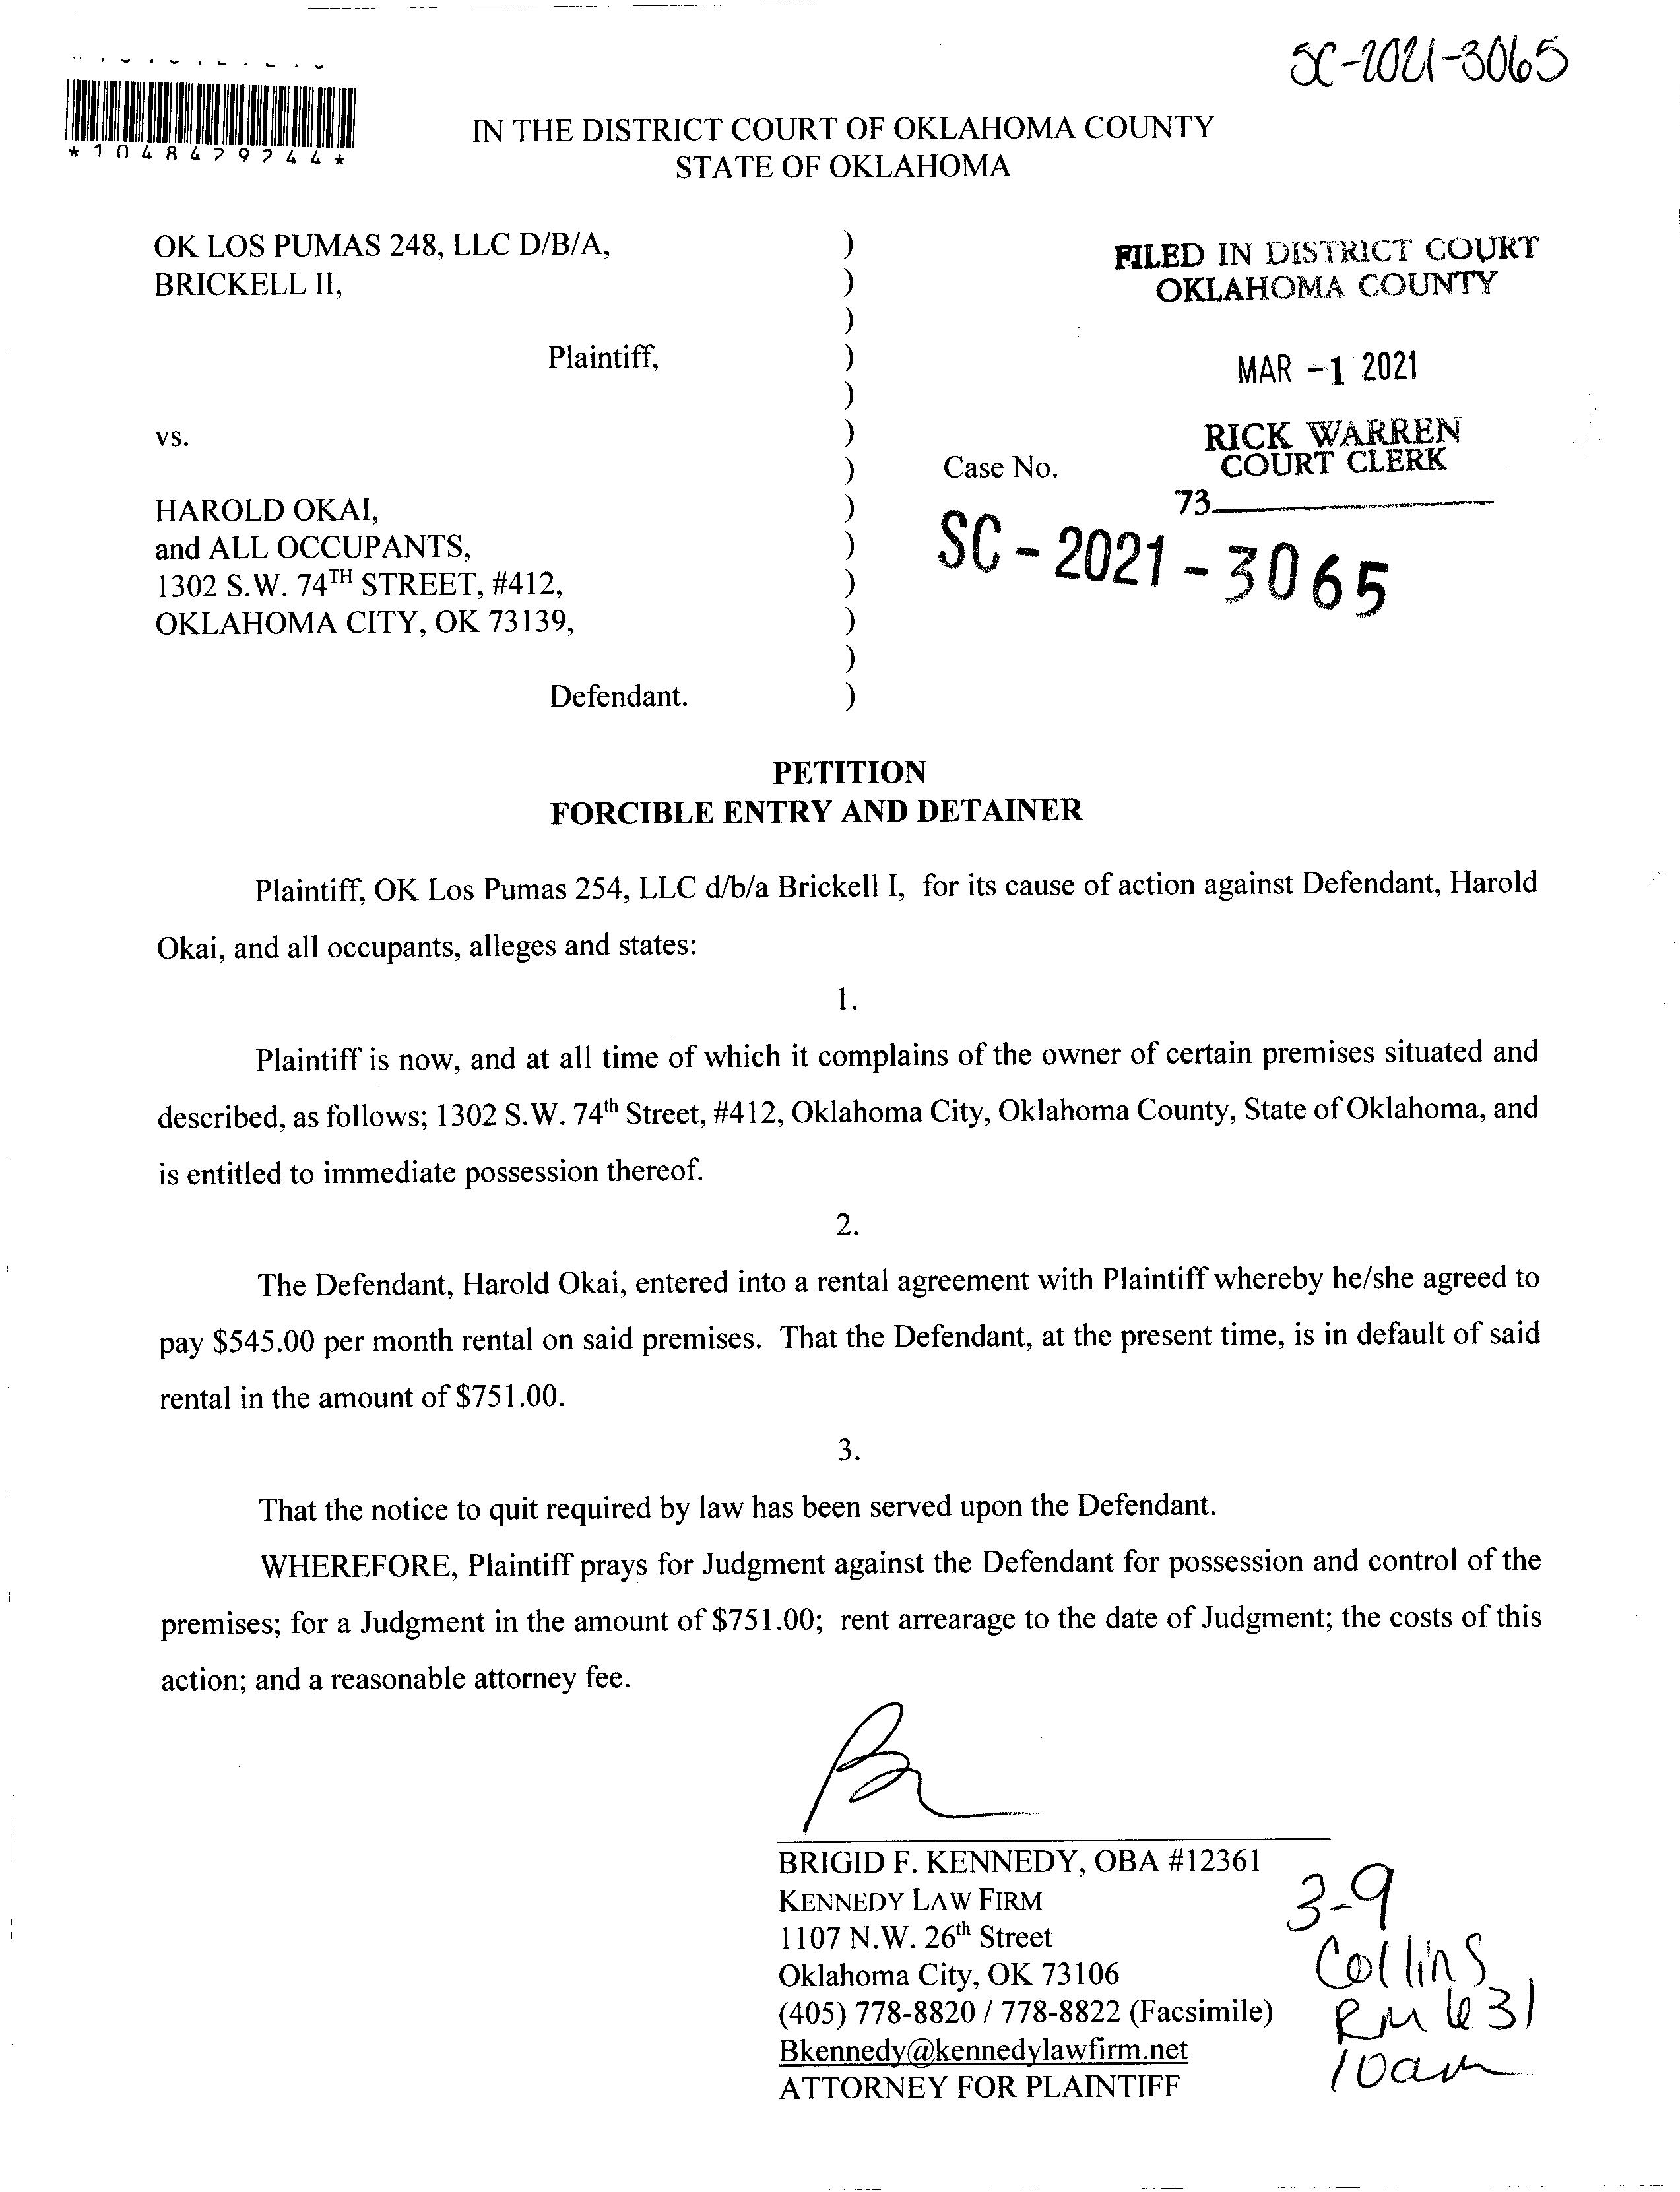 SC-2021-3065
*1048479744*
IN THE DISTRICT COURT OF OKLAHOMA COUNTY
STATE OF OKLAHOMA
OK LOS PUMAS 248, LLC D/B/A, )
BRICKELL II, )
)
Plaintiff, )
)
vs. )
)
HAROLD OKAI, )
and ALL OCCUPANTS, )
1302 S.W. 74TH STREET, #412, )
OKLAHOMA CITY, OK 73139, )
)
Defendant. )
FILED IN DISTRICT COURT
OKLAHOMA COUNTY
MAR -1 2021
RICK WARREN
COURT CLERK
73
Case No.
SC-2021-3065
PETITION
FORCIBLE ENTRY AND DETAINER
Plaintiff, OK Los Pumas 254, LLC d/b/a Brickell I, for its cause of action against Defendant, Harold
Okai, and all occupants, alleges and states:
1.
Plaintiff is now, and at all time of which it complains of the owner of certain premises situated and
described, as follows; 1302 S.W. 74th Street, #412, Oklahoma City, Oklahoma County, State of Oklahoma, and
is entitled to immediate possession thereof.
2.
The Defendant, Harold Okai, entered into a rental agreement with Plaintiff whereby he/she agreed to
pay $545.00 per month rental on said premises. That the Defendant, at the present time, is in default of said
rental in the amount of $751.00.
3.
That the notice to quit required by law has been served upon the Defendant.
WHEREFORE, Plaintiff prays for Judgment against the Defendant for possession and control of the
premises; for a Judgment in the amount of $751.00; rent arrearage to the date of Judgment; the costs of this
action; and a reasonable attorney fee.
BRIGID F. KENNEDY, OBA #12361
KENNEDY LAW FIRM
1107 N.W. 26th Street
Oklahoma City, OK 73106
(405) 778-8820 / 778-8822 (Facsimile)
Bkennedy@kennedylawfirm.net
ATTORNEY FOR PLAINTIFF
3-9
Collins
Rm 631
10am